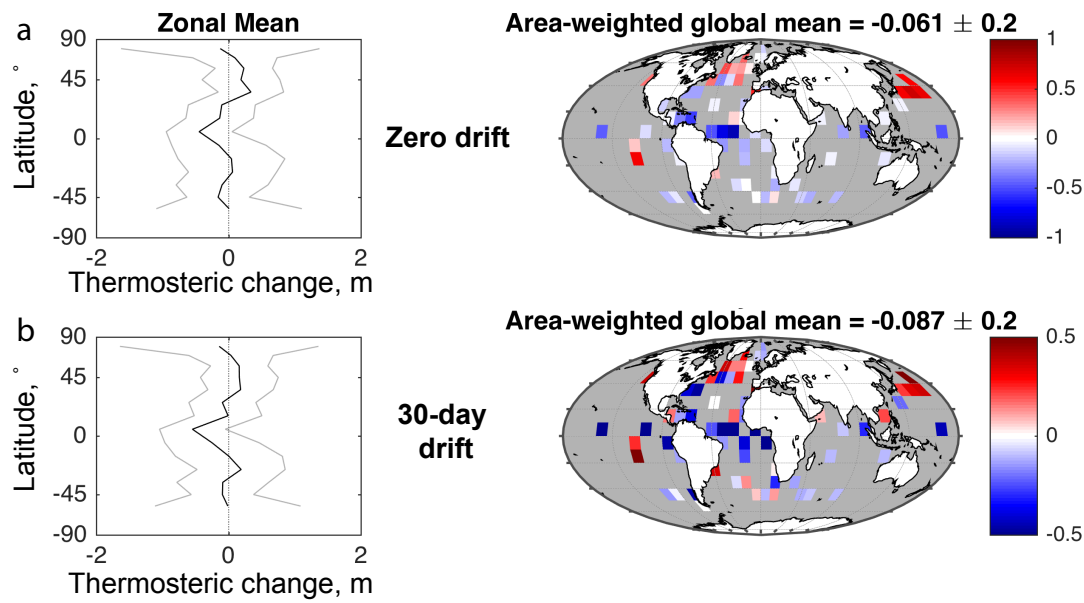 a
Zonal Mean
Area-weighted global mean = -0.061 ± 0.2
90
45
0
-45
-90
Latitude, °
-2
0
2
Thermosteric change, m
Zero drift
1
0.5
0
-0.5
-1
b
Area-weighted global mean = -0.087 ± 0.2
90
45
0
-45
-90
Latitude, °
-2
0
2
Thermosteric change, m
30-day
drift
0.5
0
-0.5